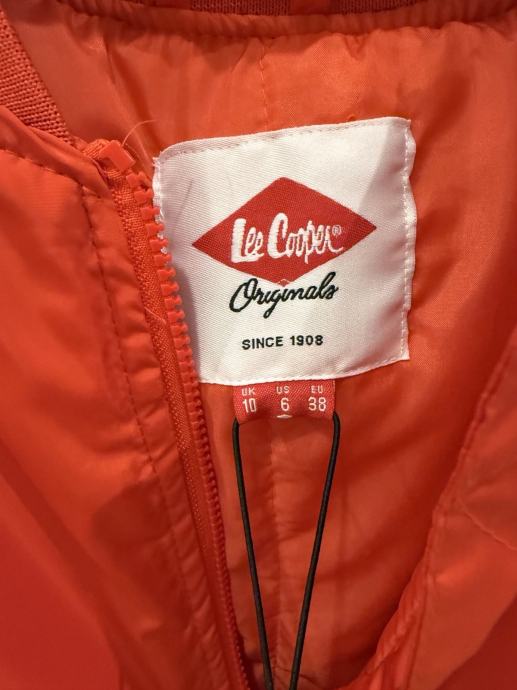 Lee Cooper®
Originals
SINCE 1908
UK US EU
10 6 38